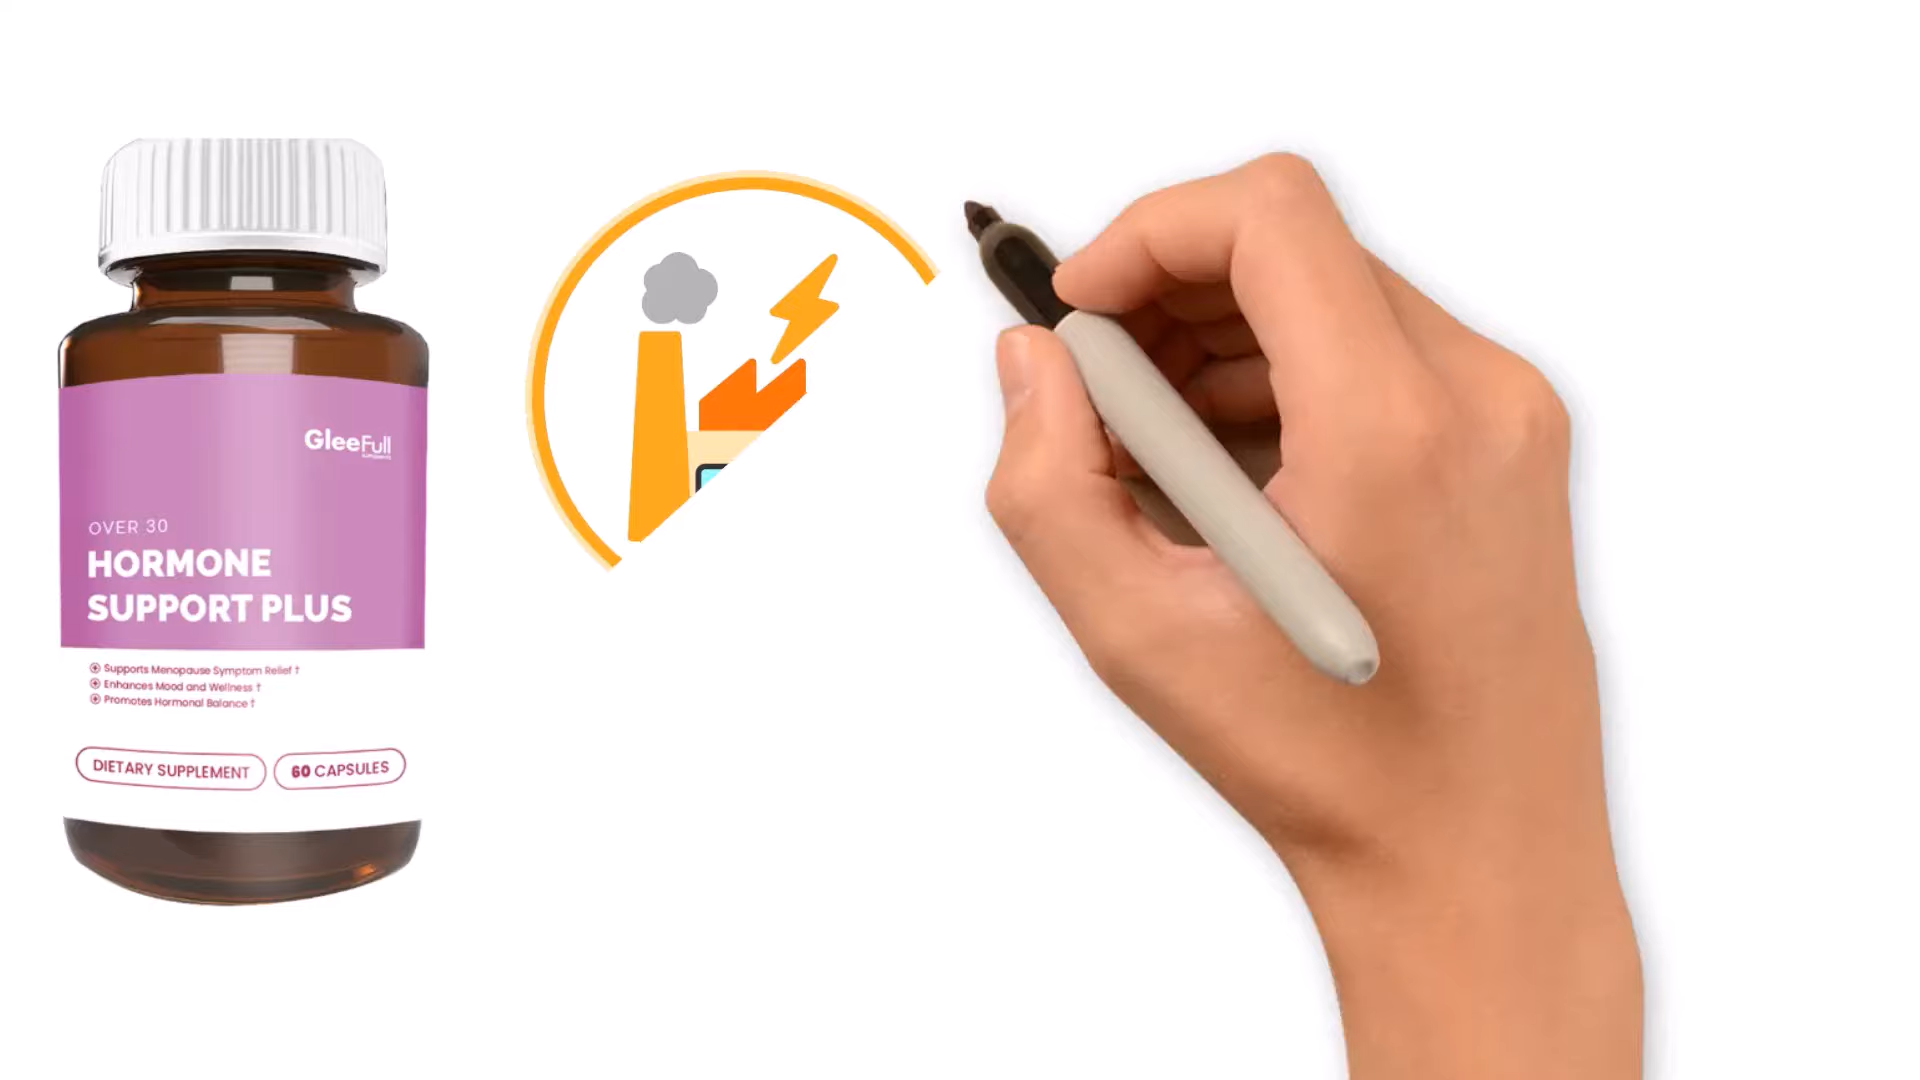 GleeFull
OVER 30
HORMONE
SUPPORT PLUS
Supports Menopause Symptom Relief †
Enhances Mood and Wellness †
Promotes Hormonal Balance †
DIETARY SUPPLEMENT
60 CAPSULES